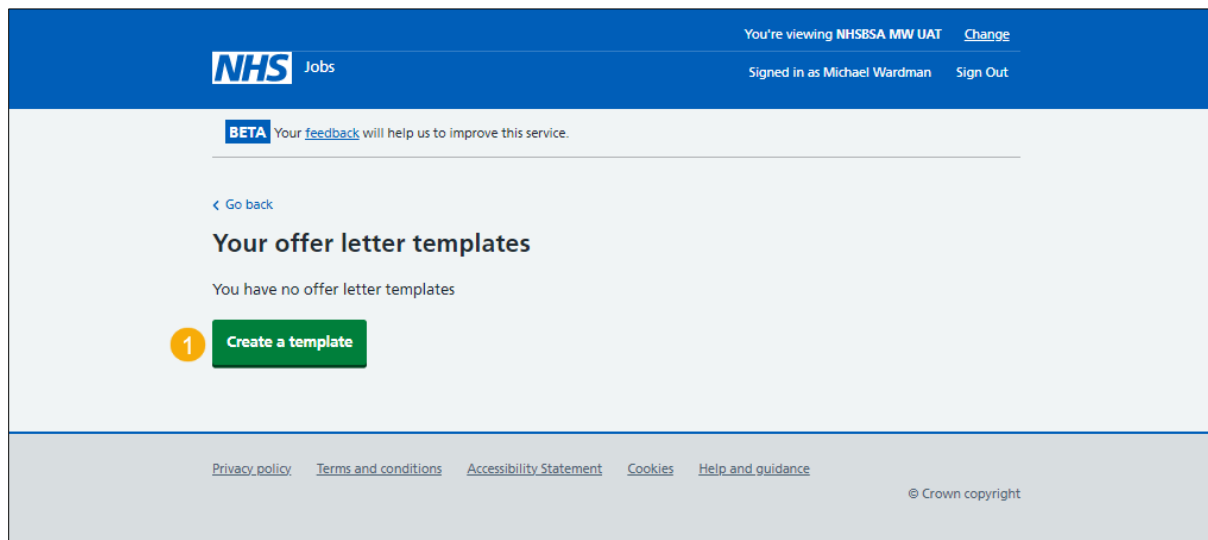 You're viewing NHSBSA MW UAT Change
NHS Jobs
Signed in as Michael Wardman Sign Out
BETA Your feedback will help us to improve this service.
< Go back
Your offer letter templates
You have no offer letter templates
1 Create a template
Privacy policy Terms and conditions Accessibility Statement Cookies Help and guidance
© Crown copyright